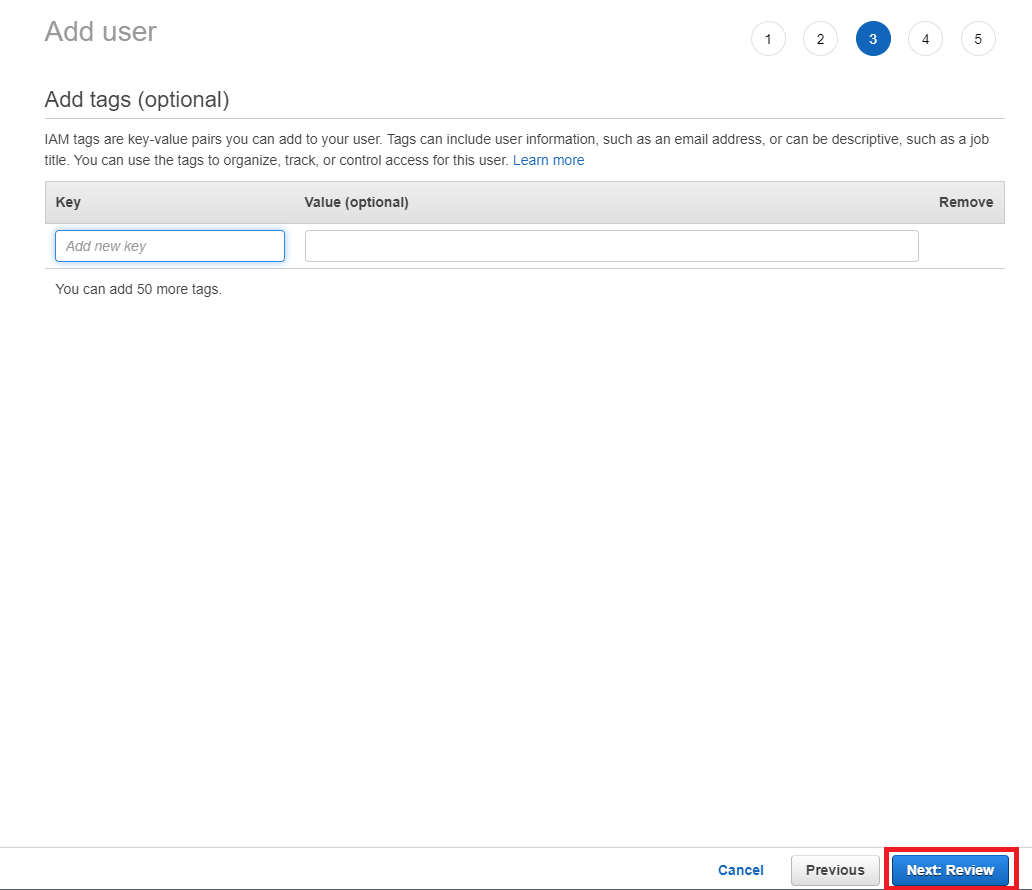 Add user
1 2 3 4 5
Add tags (optional)
IAM tags are key-value pairs you can add to your user. Tags can include user information, such as an email address, or can be descriptive, such as a job
title. You can use the tags to organize, track, or control access for this user. Learn more
Key Value (optional) Remove
Add new key
You can add 50 more tags.
Cancel Previous Next: Review